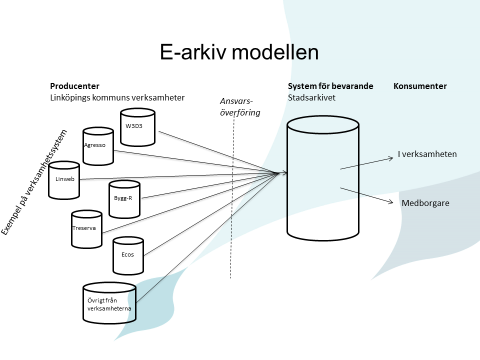 E-arkiv modellen
Producenter
Linköpings kommuns verksamheter
Ansvars-
överföring
System för bevarande
Stadsarkivet
Konsumenter
Exempel på verksamhetssystem
W3D3
Agresso
Linweb
Bygg-R
Treserva
Ecos
Övrigt från
verksamheterna
I verksamheten
Medborgare